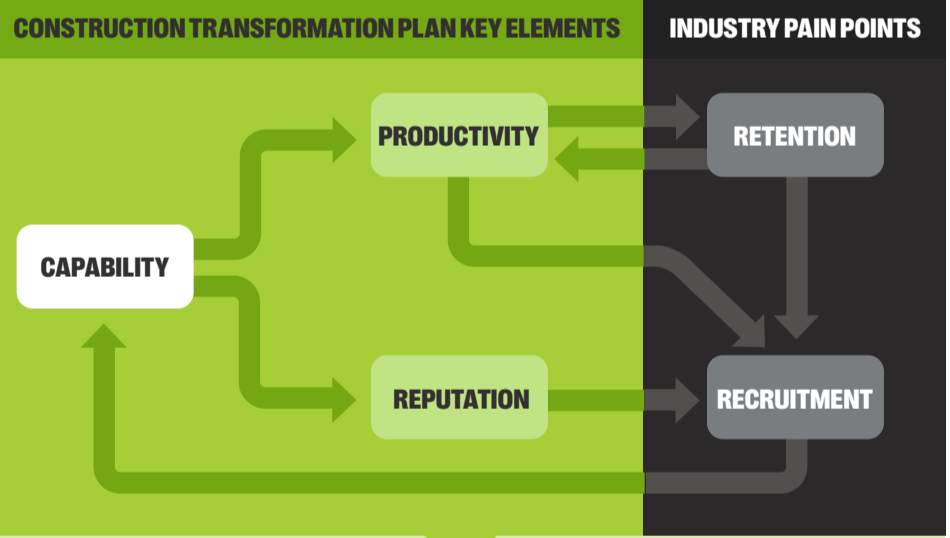 CONSTRUCTION TRANSFORMATION PLAN KEY ELEMENTS
INDUSTRY PAIN POINTS
PRODUCTIVITY
RETENTION
CAPABILITY
REPUTATION
RECRUITMENT